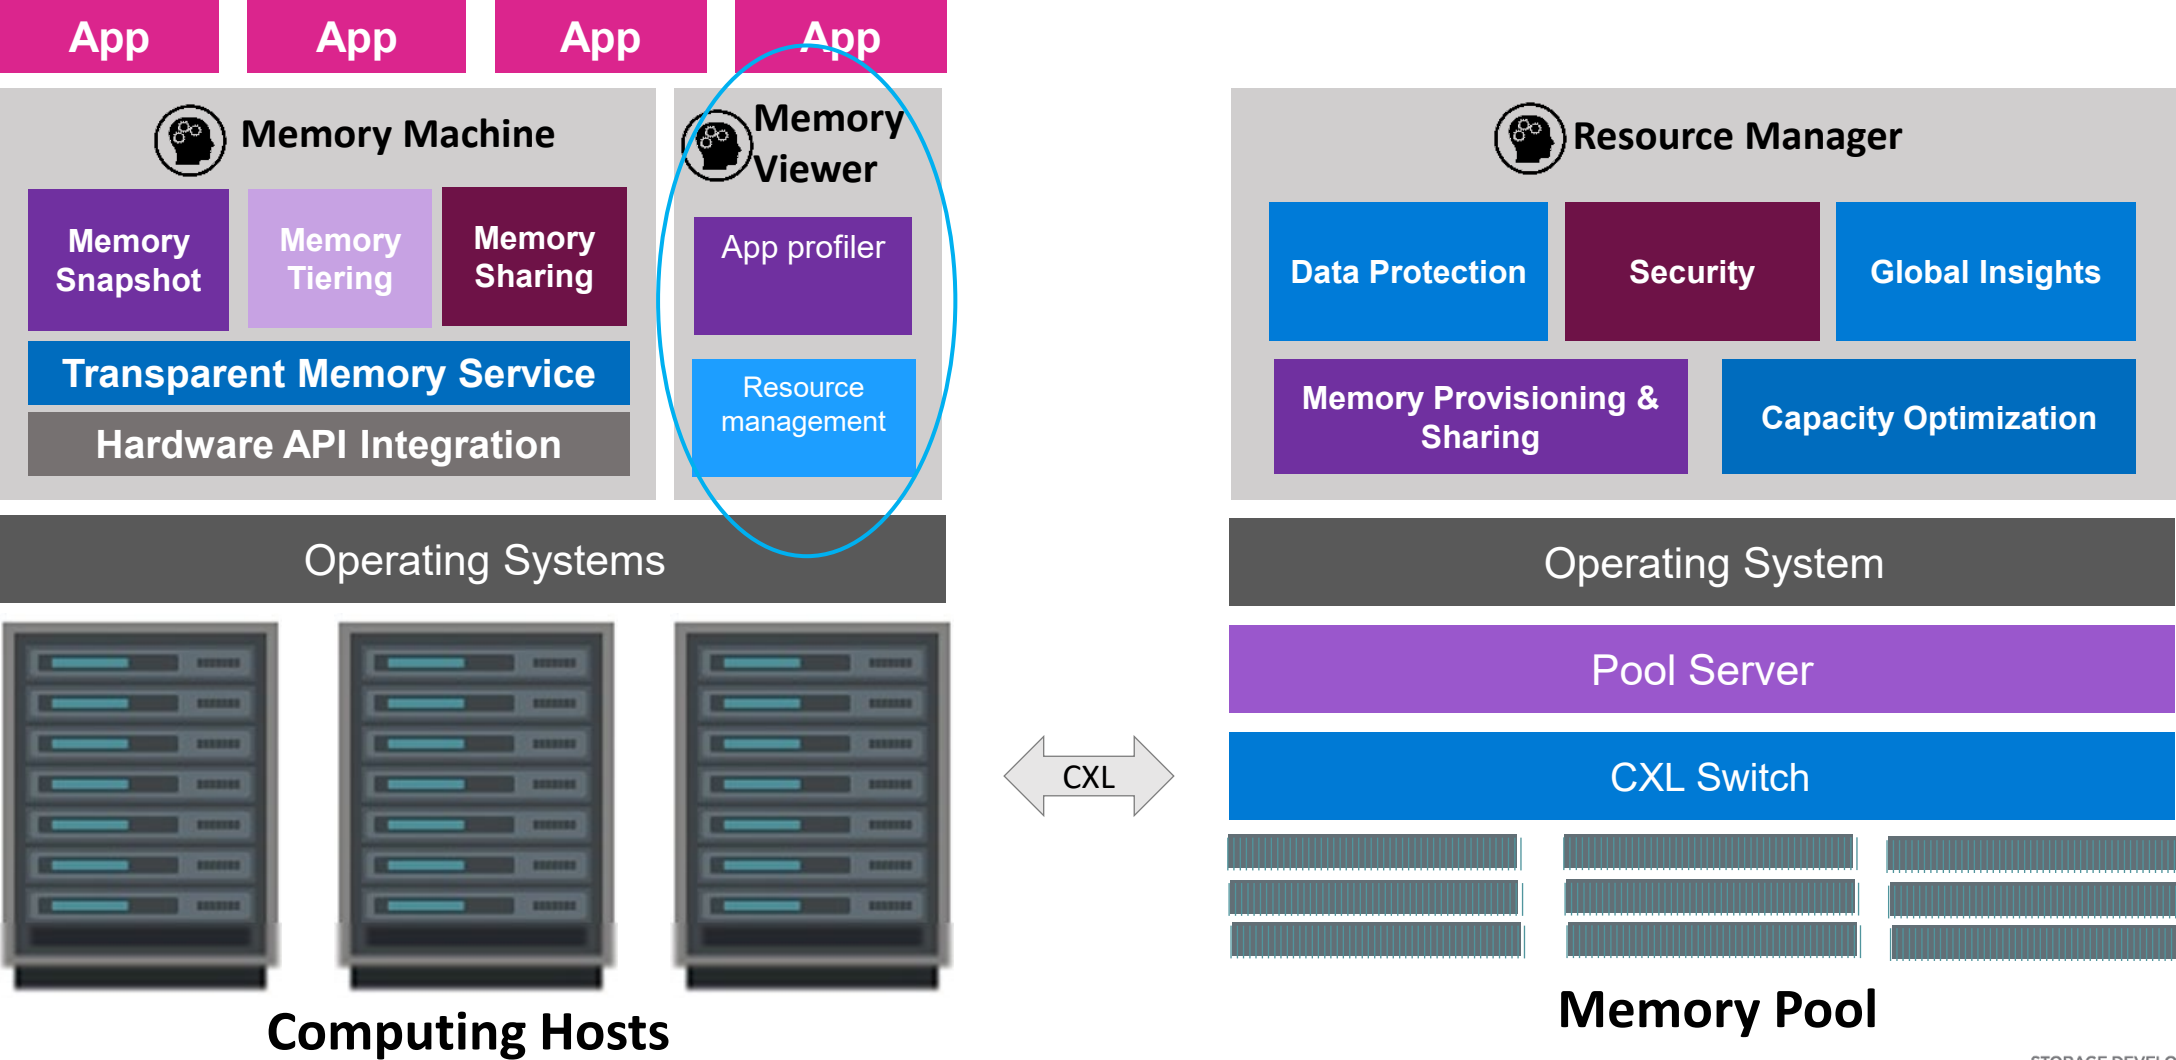 App
App
App
App
Memory Machine
Memory
Snapshot
Memory
Tiering
Memory
Sharing
Transparent Memory Service
Hardware API Integration
Memory
Viewer
App profiler
Resource
management
Operating Systems
Computing Hosts
CXL
Resource Manager
Data Protection
Security
Global Insights
Memory Provisioning &
Sharing
Capacity Optimization
Operating System
Pool Server
CXL Switch
Memory Pool